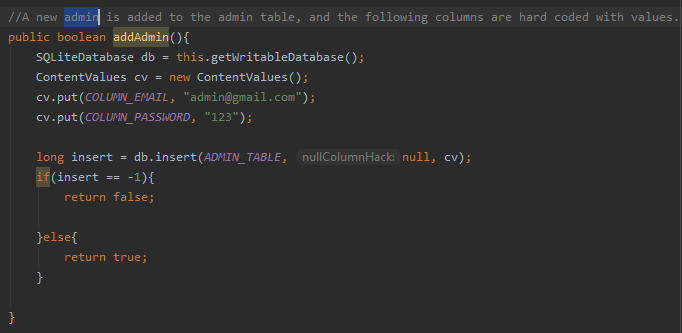 //A new admin is added to the admin table, and the following columns are hard coded with values.
public boolean addAdmin(){
SQLiteDatabase db = this.getWritableDatabase();
ContentValues cv = new ContentValues();
cv.put(COLUMN_EMAIL, "admin@gmail.com");
cv.put(COLUMN_PASSWORD, "123");
long insert = db.insert(ADMIN_TABLE, nullColumnHack: null, cv);
if(insert == -1){
return false;
}else{
return true;
}
}